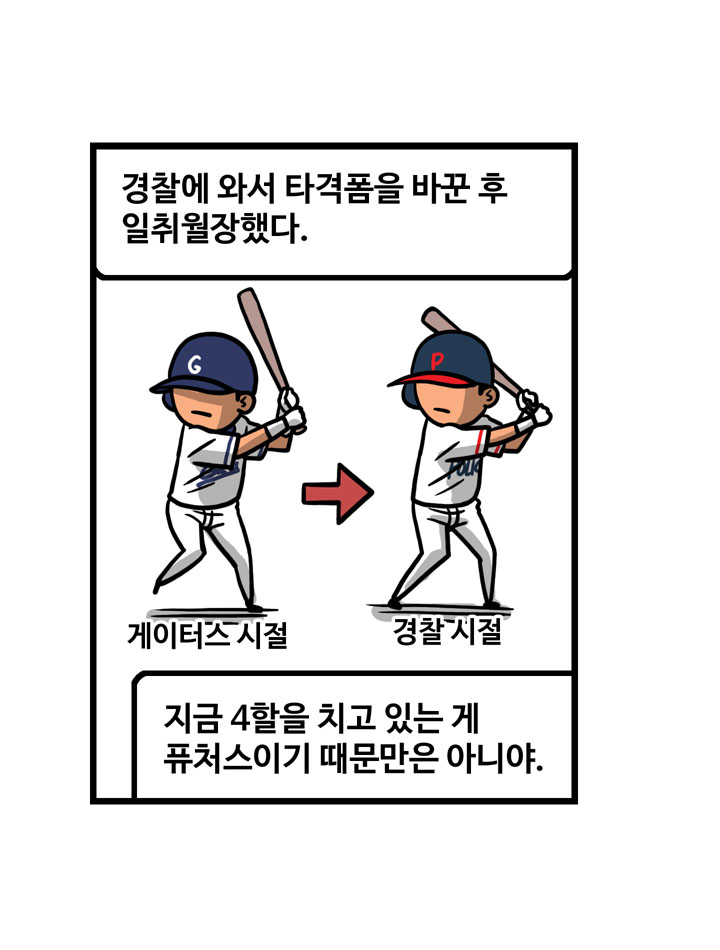 경찰에 와서 타격폼을 바꾼 후
일취월장했다.
G
P
POLIC
게이터스 시절
경찰 시절
지금 4할을 치고 있는 게
퓨처스이기 때문만은 아니야.